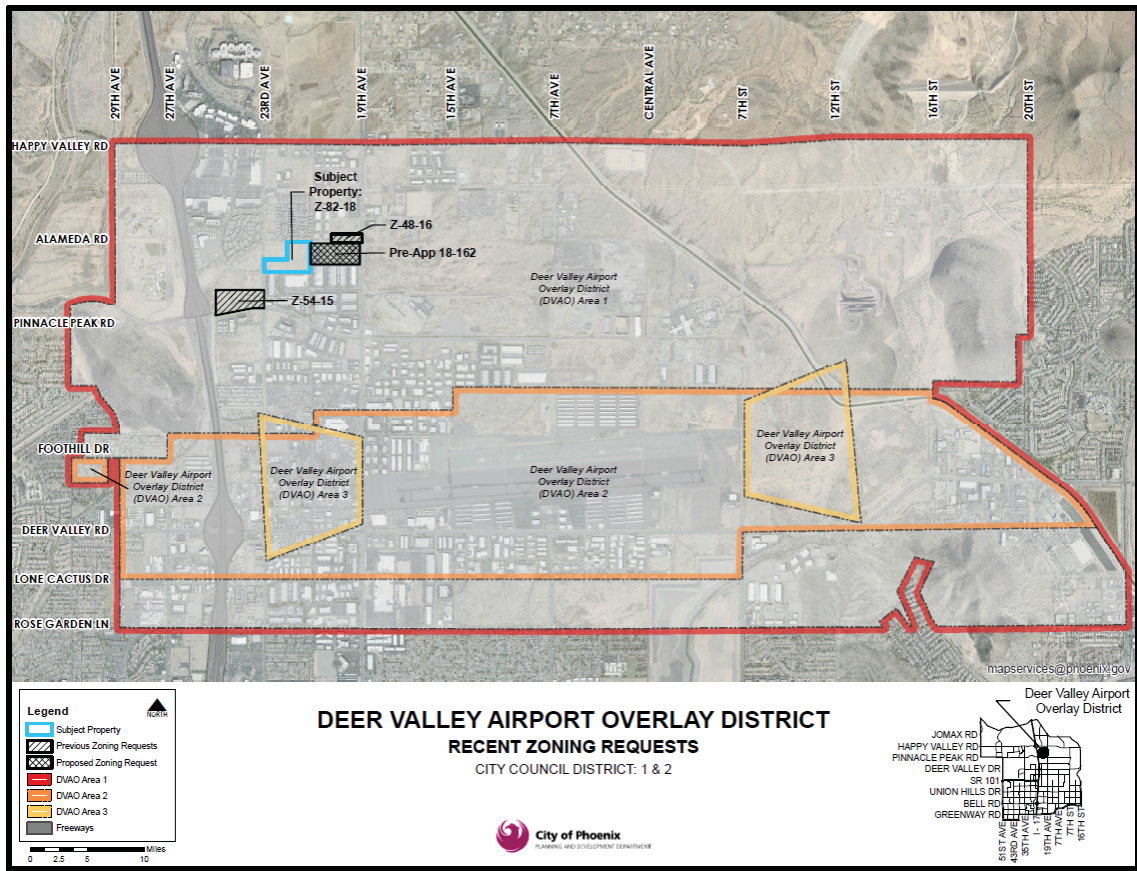 29TH AVE
27TH AVE
23RD AVE
19TH AVE
15TH AVE
7TH AVE
CENTRAL AVE
7TH ST
12TH ST
16TH ST
20TH ST
HAPPY VALLEY RD
ALAMEDA RD
PINNACLE PEAK RD
FOOTHILL DR
DEER VALLEY RD
LONE CACTUS DR
ROSE GARDEN LN
Subject
Property:
Z-82-18
Z-48-16
Pre-App 18-162
Z-54-15
Deer Valley Airport
Overlay District
(DVAO) Area 1
Deer Valley Airport
Overlay District
(DVAO) Area 2
Deer Valley Airport
Overlay District
(DVAO) Area 3
Deer Valley Airport
Overlay District
(DVAO) Area 2
Deer Valley Airport
Overlay District
(DVAO) Area 3
mapservices@phoenix.gov
Legend
NORTH
Subject Property
Previous Zoning Requests
Proposed Zoning Request
DVAO Area 1
DVAO Area 2
DVAO Area 3
Freeways
Miles
0 2.5 5 10
DEER VALLEY AIRPORT OVERLAY DISTRICT
RECENT ZONING REQUESTS
CITY COUNCIL DISTRICT: 1 & 2
City of Phoenix
PLANNING AND DEVELOPMENT DEPARTMENT
Deer Valley Airport
Overlay District
JOMAX RD
HAPPY VALLEY RD
PINNACLE PEAK RD
DEER VALLEY DR
SR 101
UNION HILLS DR
BELL RD
GREENWAY RD
51ST AVE
43RD AVE
35TH AVE
I - 17
19TH AVE
7TH AVE
7TH ST
16TH ST